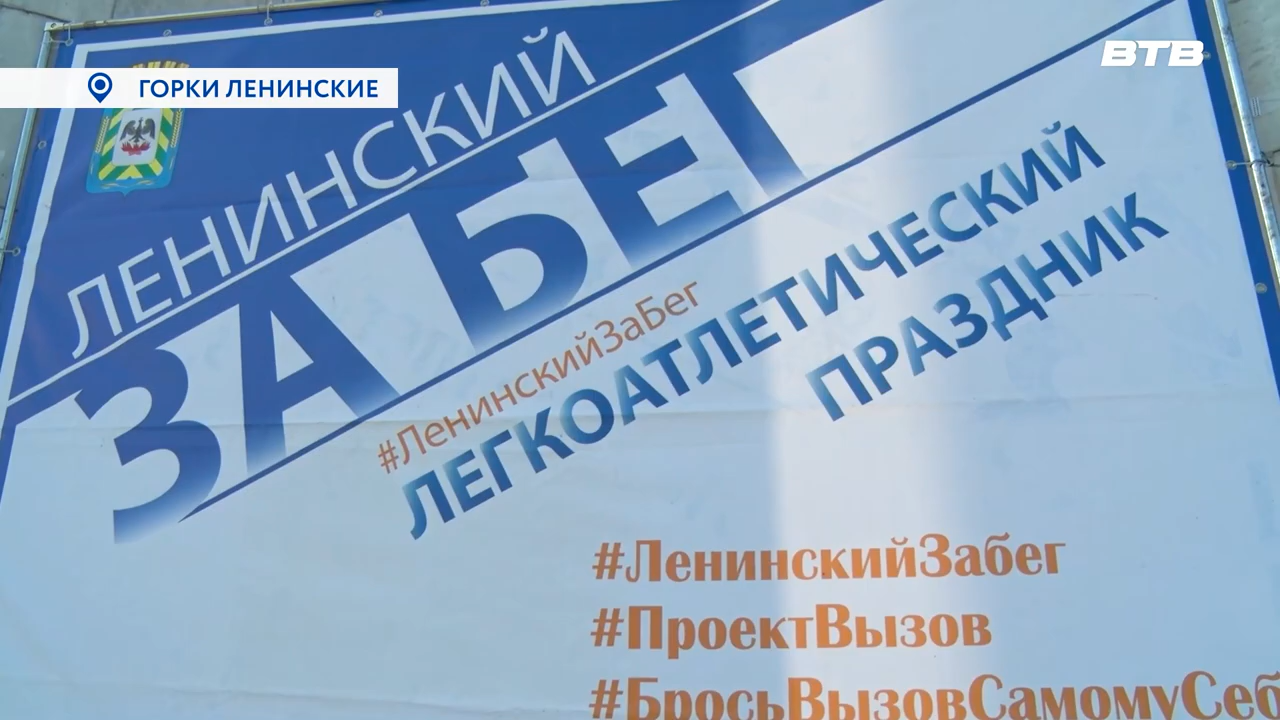 ВТВ
ГОРКИ ЛЕНИНСКИЕ
ЛЕНИНСКИЙ
ЗАБЕГ
#ЛенинскийЗаБег
ЛЕГКОАТЛЕТИЧЕСКИЙ
ПРАЗДНИК
#ЛенинскийЗабег
#ПроектВызов
#БросьВызовСамомуСеб